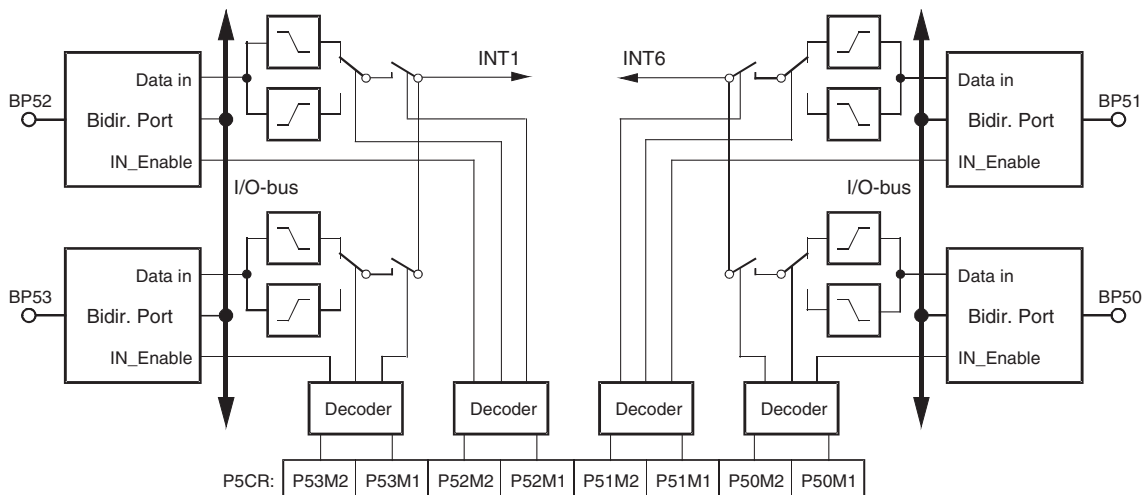 INT1 INT6
Data in Data in
BP52 BP51
Bidir. Port Bidir. Port
IN_Enable IN_Enable
I/O-bus I/O-bus
Data in Data in
BP53 BP50
Bidir. Port Bidir. Port
IN_Enable IN_Enable
Decoder Decoder Decoder Decoder
P5CR: P53M2 P53M1 P52M2 P52M1 P51M2 P51M1 P50M2 P50M1